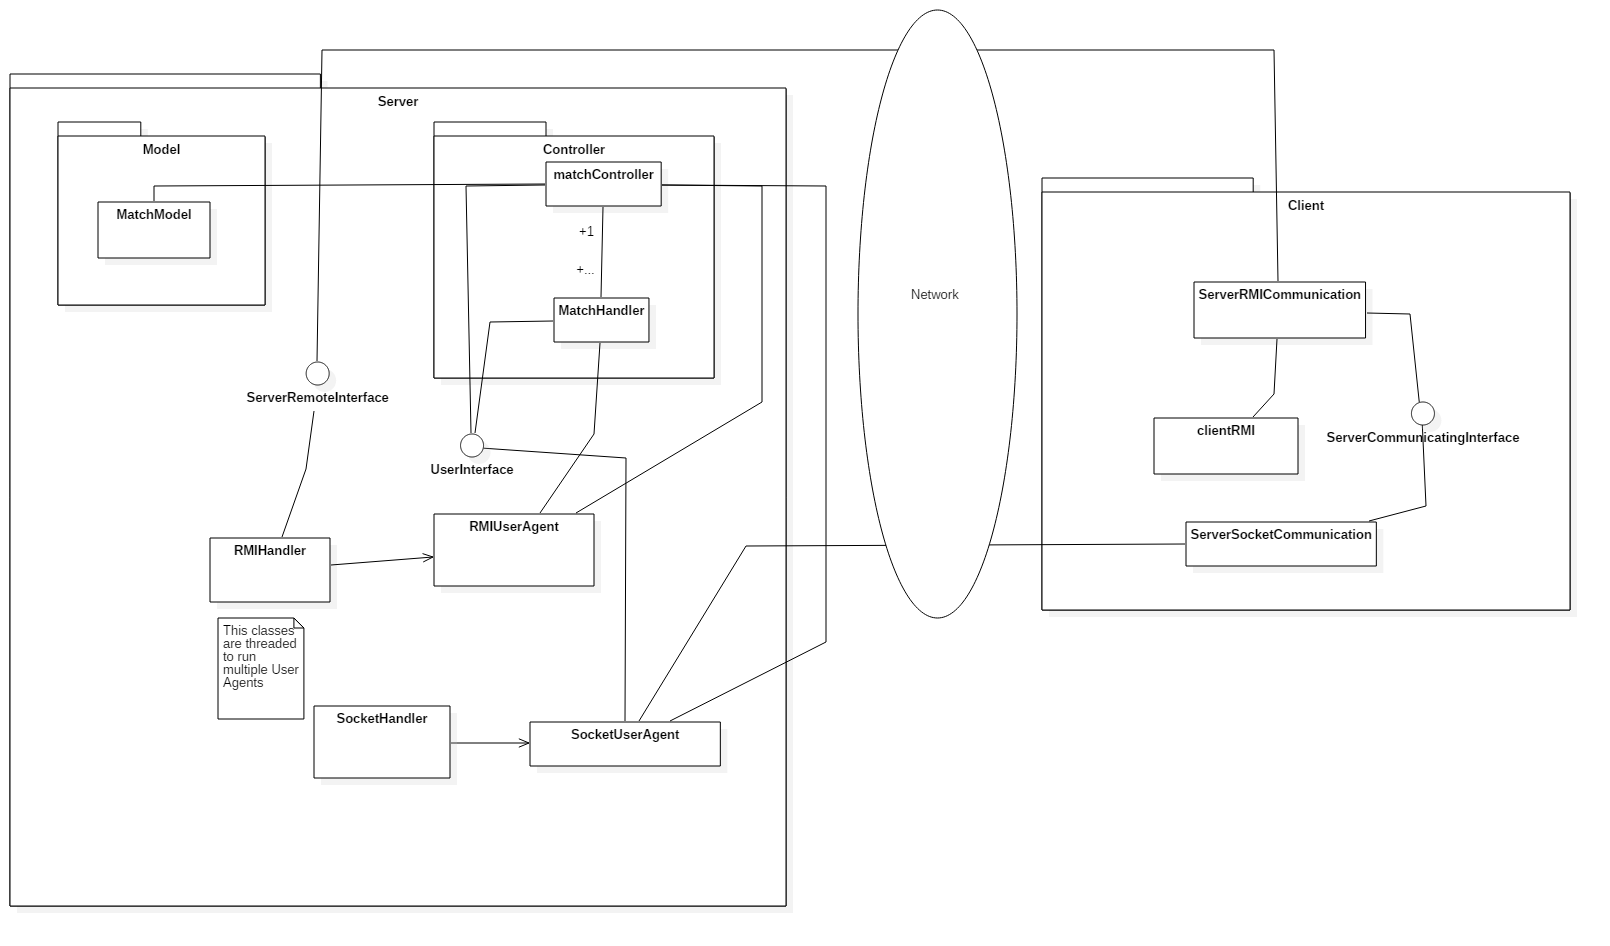 Server
Model
Controller
matchController
MatchModel
+1
+...
MatchHandler
Network
Client
ServerRMICommunication
ServerRemoteInterface
clientRMI
ServerCommunicatingInterface
UserInterface
RMIUserAgent
ServerSocketCommunication
RMIHandler
This classes
are threaded
to run
multiple User
Agents
SocketHandler
SocketUserAgent